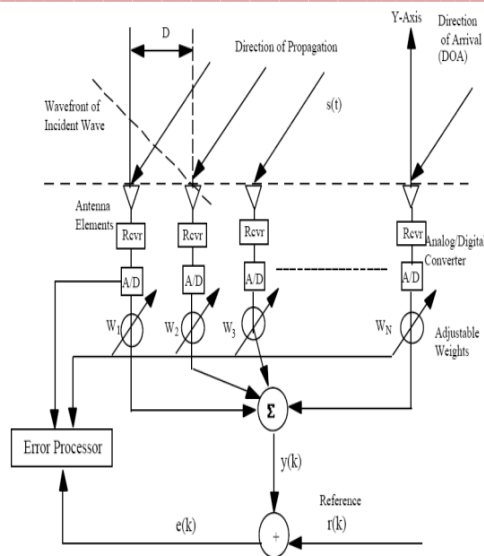 D
Direction of Propagation
Y-Axis
Direction
of Arrival
(DOA)
Wavefront of
Incident Wave
s(t)
Antenna
Elements
Rcvr
Rcvr
Rcvr
Rcvr
Analog/Digital
Converter
A/D
A/D
A/D
A/D
W1
W2
W3
WN
Adjustable
Weights
Σ
Error Processor
y(k)
Reference
e(k)
+
r(k)